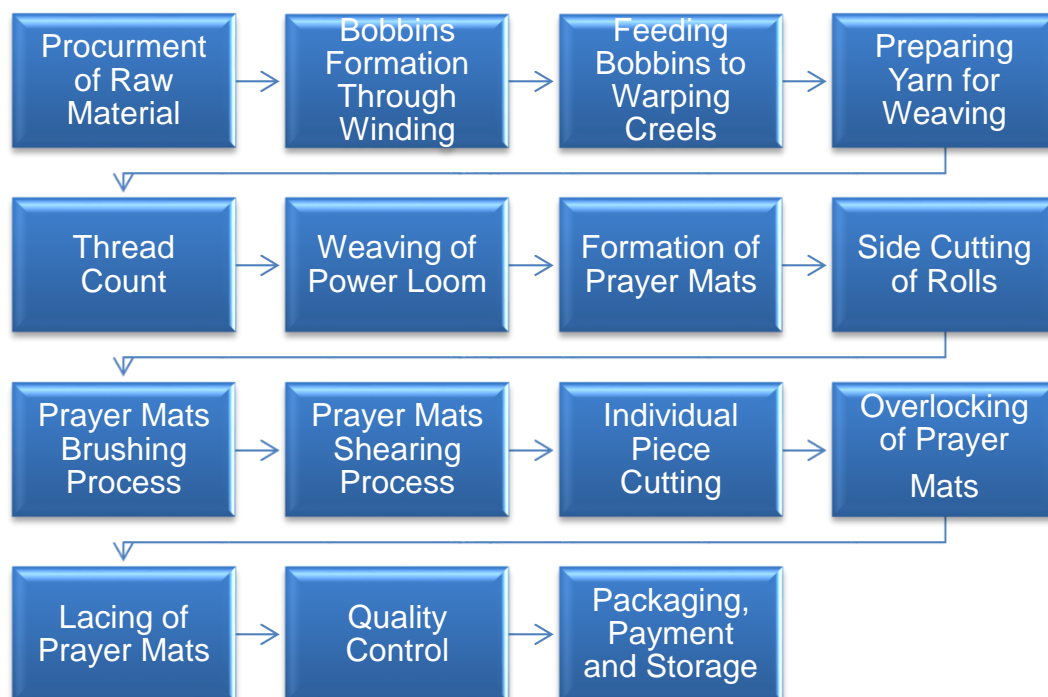 Procurment
of Raw
Material
Bobbins
Formation
Through
Winding
Feeding
Bobbins to
Warping
Creels
Preparing
Yarn for
Weaving
Thread
Count
Weaving of
Power Loom
Formation of
Prayer Mats
Side Cutting
of Rolls
Prayer Mats
Brushing
Process
Prayer Mats
Shearing
Process
Individual
Piece
Cutting
Overlocking
of Prayer
Mats
Lacing of
Prayer Mats
Quality
Control
Packaging,
Payment
and Storage